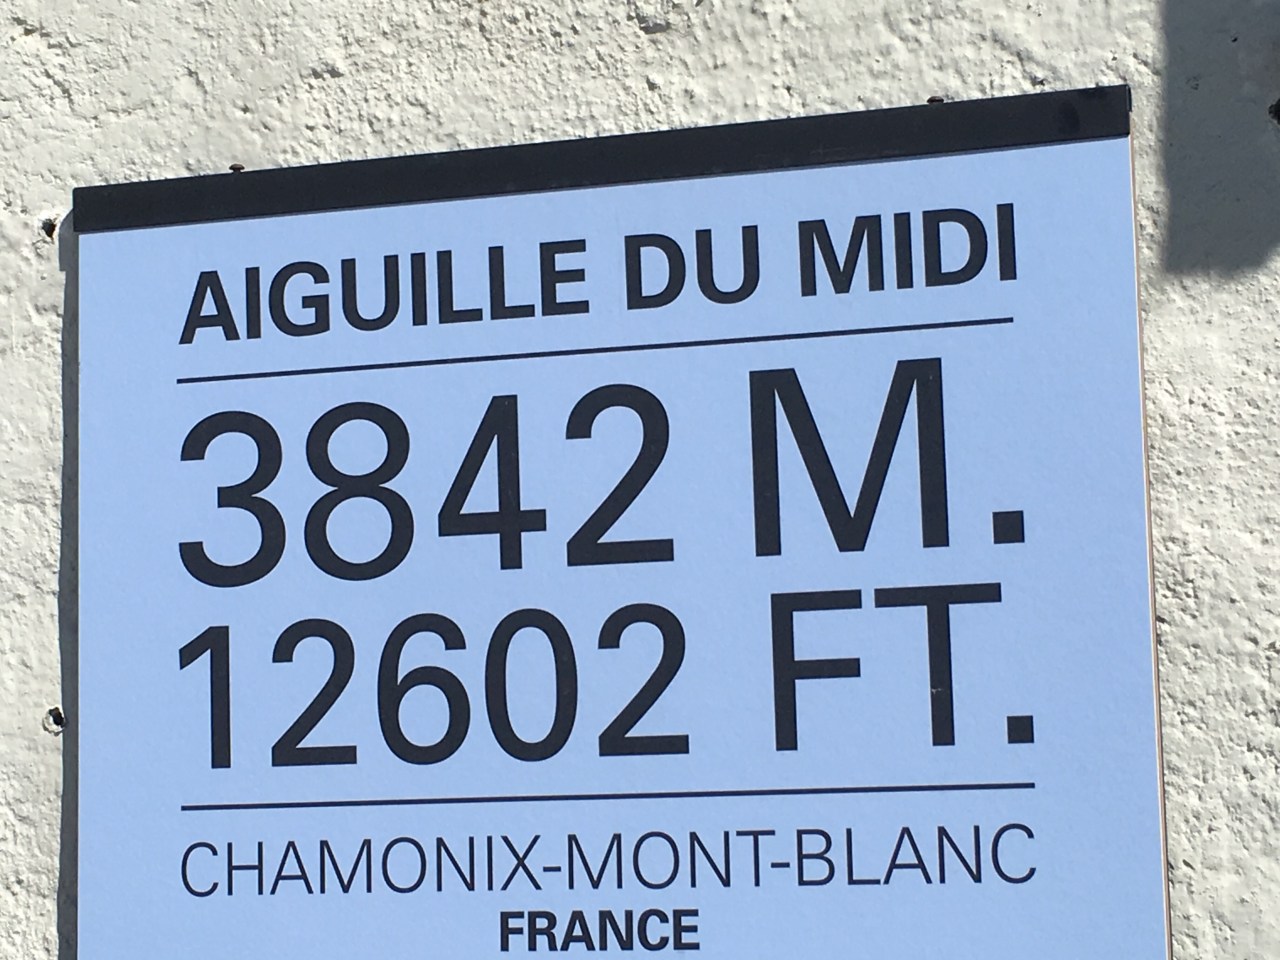 AIGUILLE DU MIDI
3842 M.
12602 FT.
CHAMONIX-MONT-BLANC
FRANCE